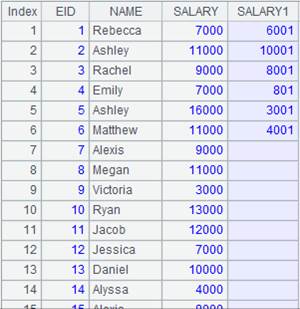 Index EID NAME SALARY SALARY1
1 1 Rebecca 7000 6001
2 2 Ashley 11000 10001
3 3 Rachel 9000 8001
4 4 Emily 7000 801
5 5 Ashley 16000 3001
6 6 Matthew 11000 4001
7 7 Alexis 9000
8 8 Megan 11000
9 9 Victoria 3000
10 10 Ryan 13000
11 11 Jacob 12000
12 12 Jessica 7000
13 13 Daniel 10000
14 14 Alyssa 4000
15 15 Alexis 8000